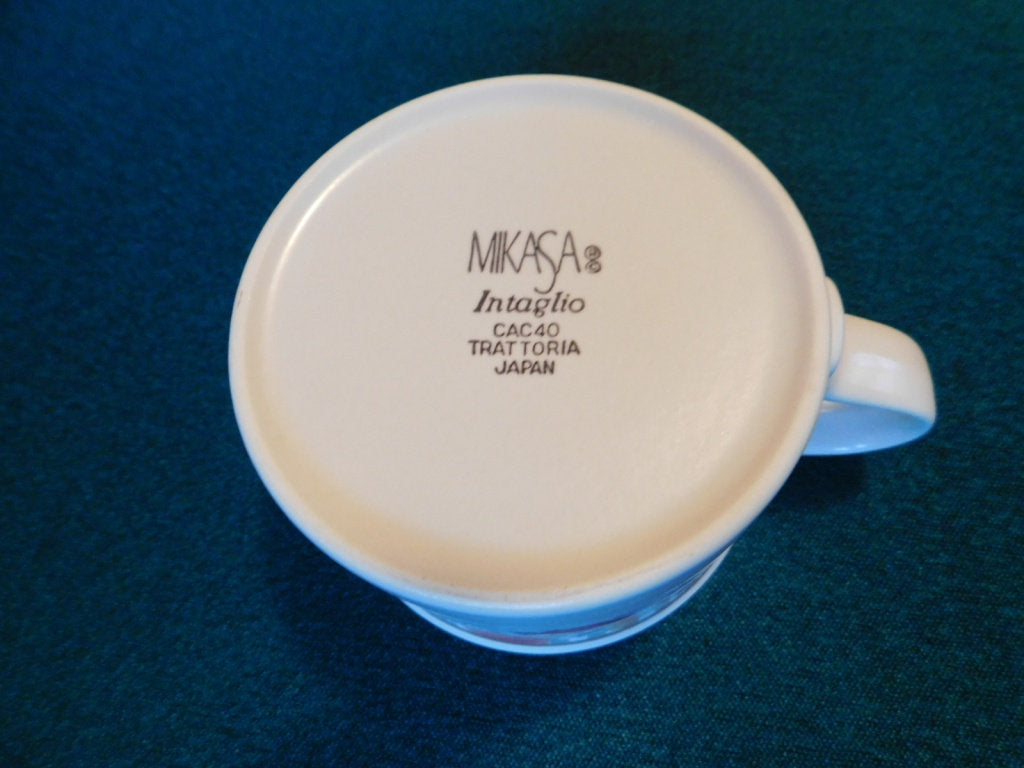 MIKASA ®©
Intaglio
CAC40
TRATTORIA
JAPAN